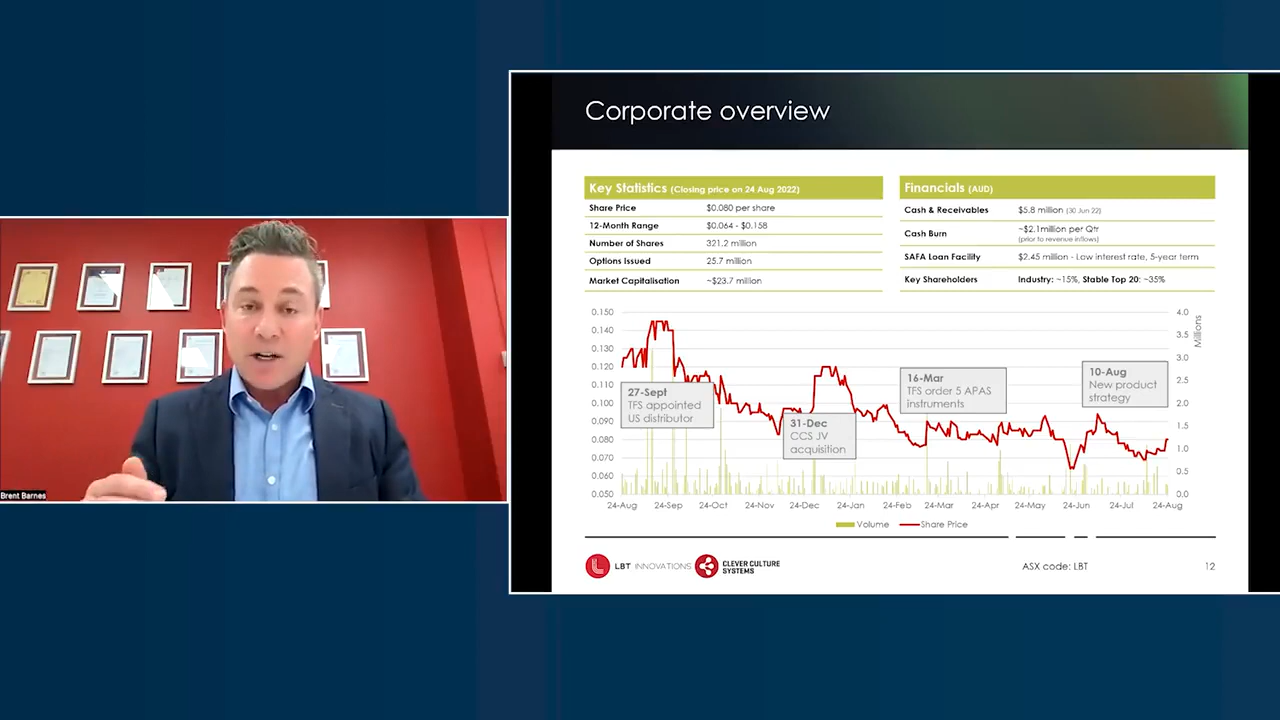 Corporate overview
Key Statistics (Closing price on 24 Aug 2022)
Share Price $0.080 per share
12-Month Range $0.064 - $0.158
Number of Shares 321.2 million
Options Issued 25.7 million
Market Capitalisation ~$23.7 million
Financials (AUD)
Cash & Receivables $5.8 million (30 Jun 22)
Cash Burn ~$2.1million per Qtr
(prior to revenue inflows)
SAFA Loan Facility $2.45 million - Low interest rate, 5-year term
Key Shareholders Industry: ~15%, Stable Top 20: ~35%
0.150
0.140
0.130
0.120
0.110
0.100
0.090
0.080
0.070
0.060
0.050
4.0
3.5
3.0
2.5
2.0
1.5
1.0
0.5
0.0
Millions
27-Sept
TFS appointed
US distributor
31-Dec
CCS JV
acquisition
16-Mar
TFS order 5 APAS
instruments
10-Aug
New product
strategy
24-Aug 24-Sep 24-Oct 24-Nov 24-Dec 24-Jan 24-Feb 24-Mar 24-Apr 24-May 24-Jun 24-Jul 24-Aug
Volume Share Price
LBT INNOVATIONS
CLEVER CULTURE
SYSTEMS
ASX code: LBT
12
Brent Barnes